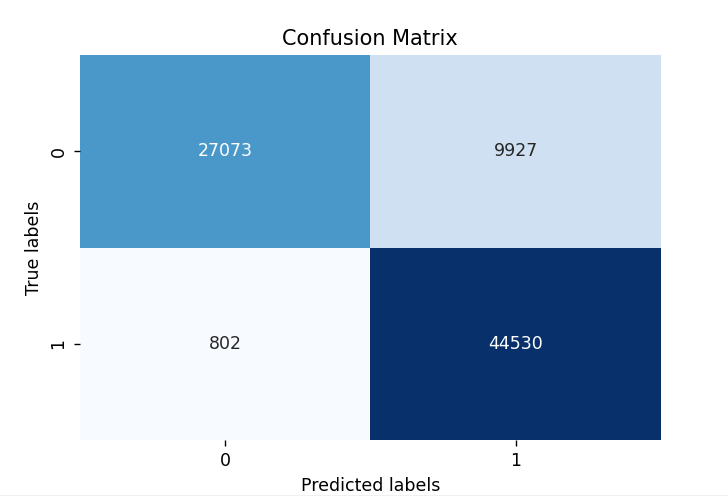 Confusion Matrix
True labels
0
27073
9927
1
802
44530
0
1
Predicted labels